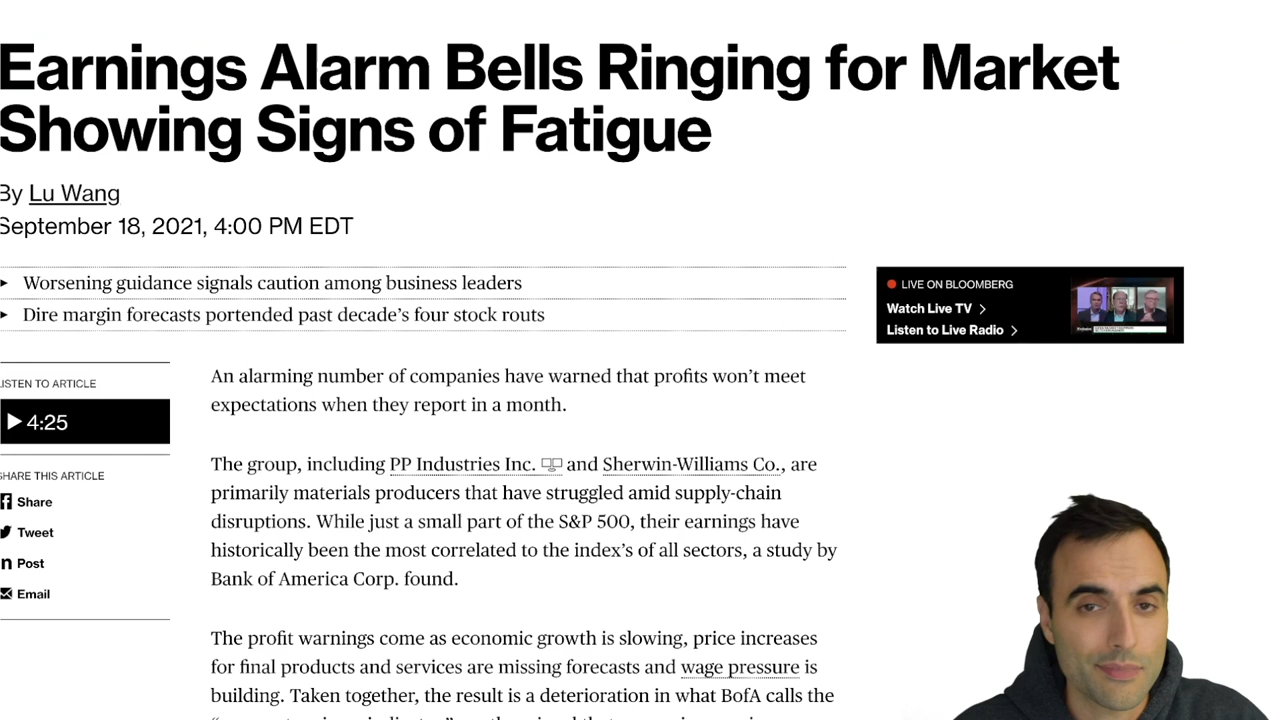 Earnings Alarm Bells Ringing for Market
Showing Signs of Fatigue
By Lu Wang
September 18, 2021, 4:00 PM EDT
Worsening guidance signals caution among business leaders
Dire margin forecasts portended past decade's four stock routs
LIVE ON BLOOMBERG
Watch Live TV
Listen to Live Radio
LISTEN TO ARTICLE
4:25
SHARE THIS ARTICLE
Share
Tweet
Post
Email
An alarming number of companies have warned that profits won't meet
expectations when they report in a month.
The group, including PP Industries Inc. and Sherwin-Williams Co., are
primarily materials producers that have struggled amid supply-chain
disruptions. While just a small part of the S&P 500, their earnings have
historically been the most correlated to the index's of all sectors, a study by
Bank of America Corp. found.
The profit warnings come as economic growth is slowing, price increases
for final products and services are missing forecasts and wage pressure is
building. Taken together, the result is a deterioration in what BofA calls the